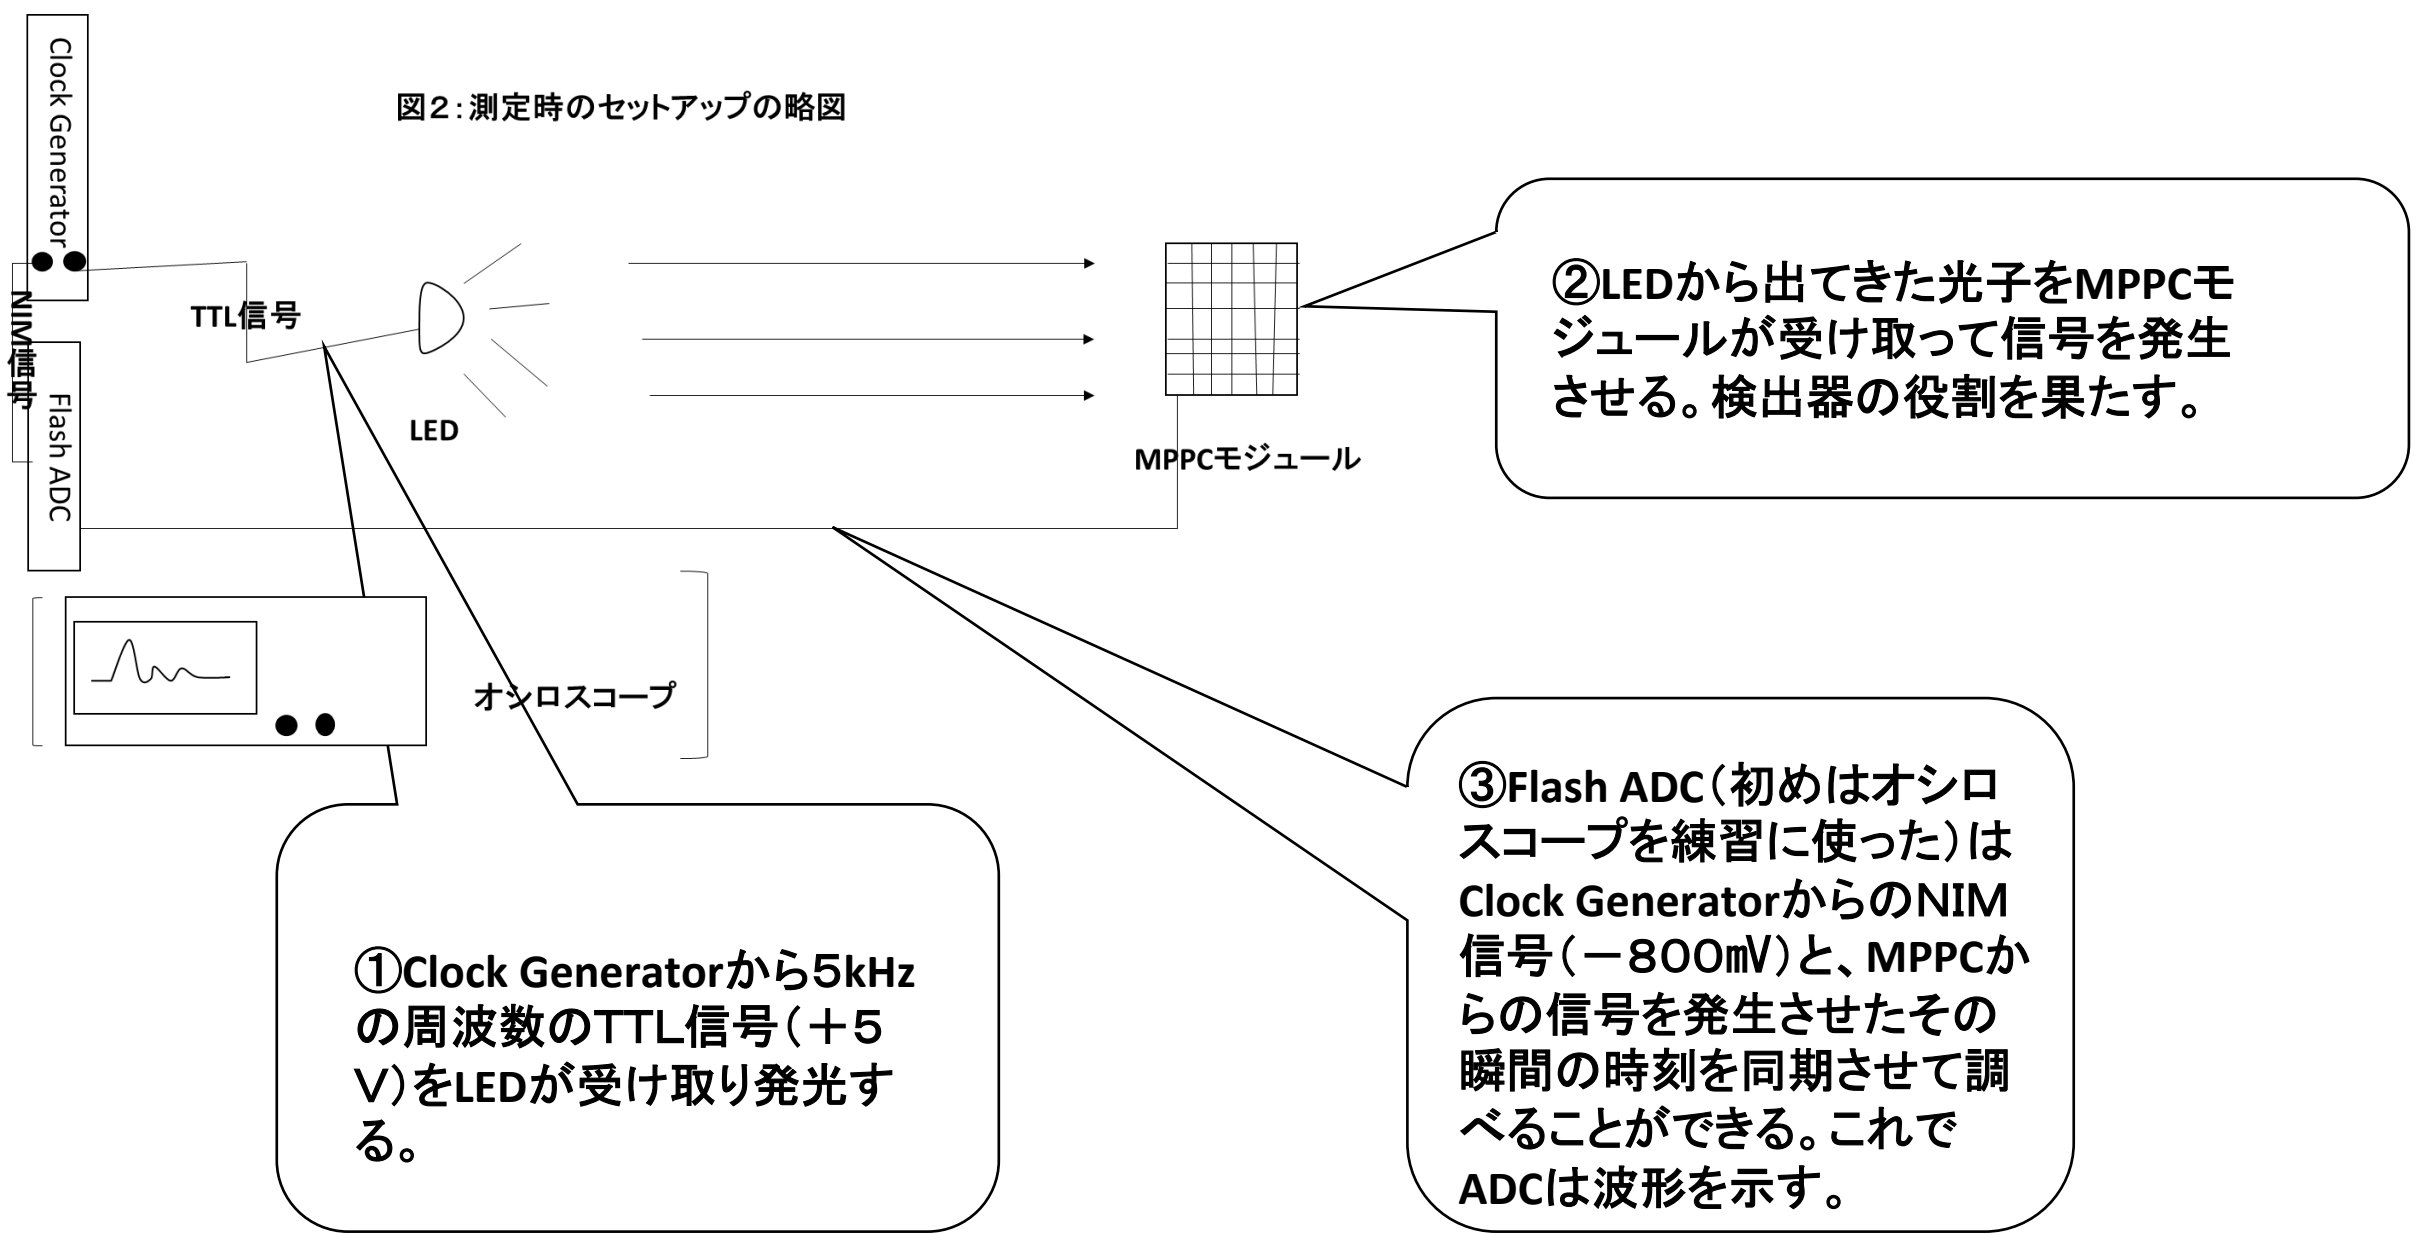 Clock Generator
図２：測定時のセットアップの略図
TTL信号
NIM信号
Flash ADC
LED
MPPCモジュール
オシロスコープ
②LEDから出てきた光子をMPPCモ
ジュールが受け取って信号を発生
させる。検出器の役割を果たす。
①Clock Generatorから５kHz
の周波数のＴＴＬ信号（＋５
Ｖ）をLEDが受け取り発光す
る。
③Flash ADC（初めはオシロ
スコープを練習に使った）は
Clock GeneratorからのＮＩＭ
信号（－８００㎷）と、MPPCか
らの信号を発生させたその
瞬間の時刻を同期させて調
べることができる。これで
ADCは波形を示す。